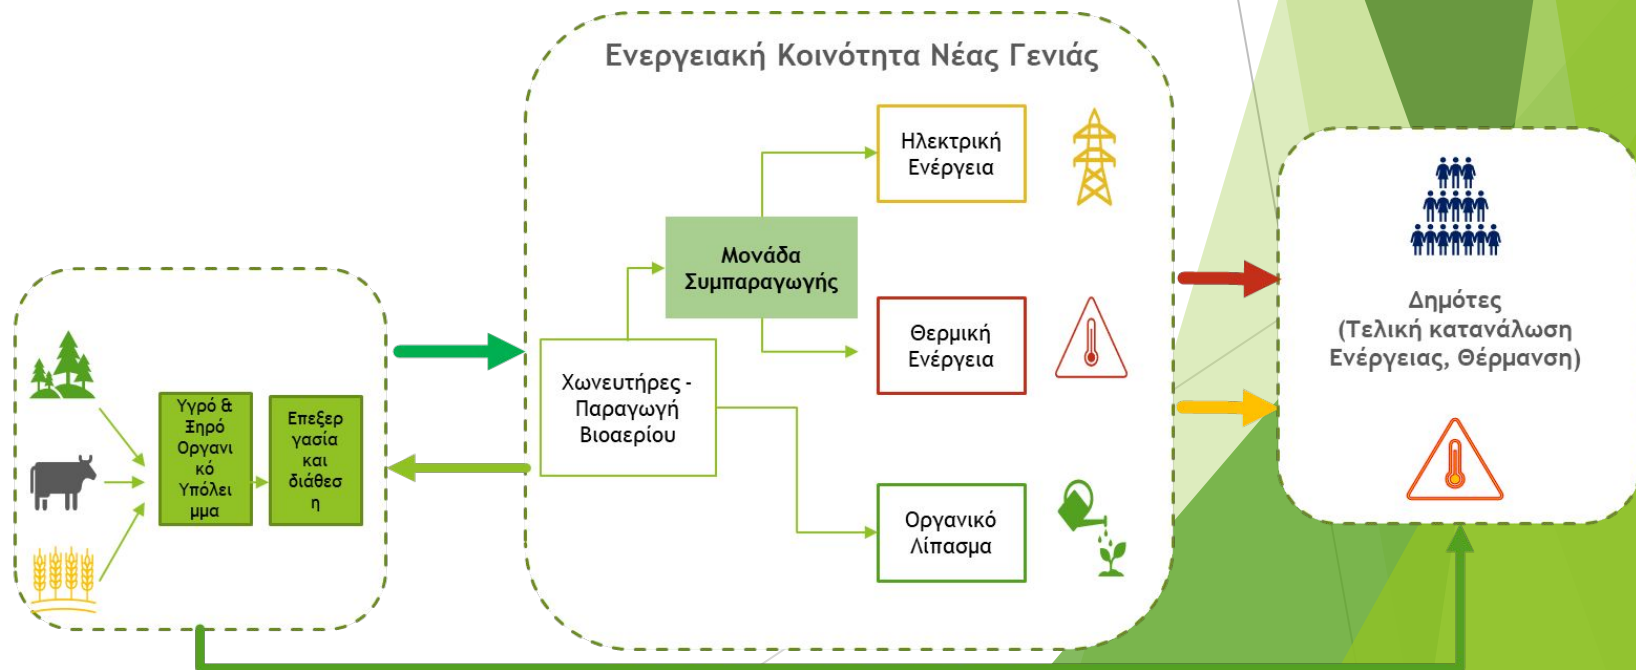 Ενεργειακή Κοινότητα Νέας Γενιάς
Ηλεκτρική
Ενέργεια
Μονάδα
Συμπαραγωγής
Θερμική
Ενέργεια
Χωνευτήρες -
Παραγωγή
Βιοαερίου
Οργανικό
Λίπασμα
Υγρό &
Ξηρό
Οργανι
κό
Υπόλει
μμα
Επεξερ
γασία
και
διάθεσ
η
Δημότες
(Τελική κατανάλωση
Ενέργειας, Θέρμανση)